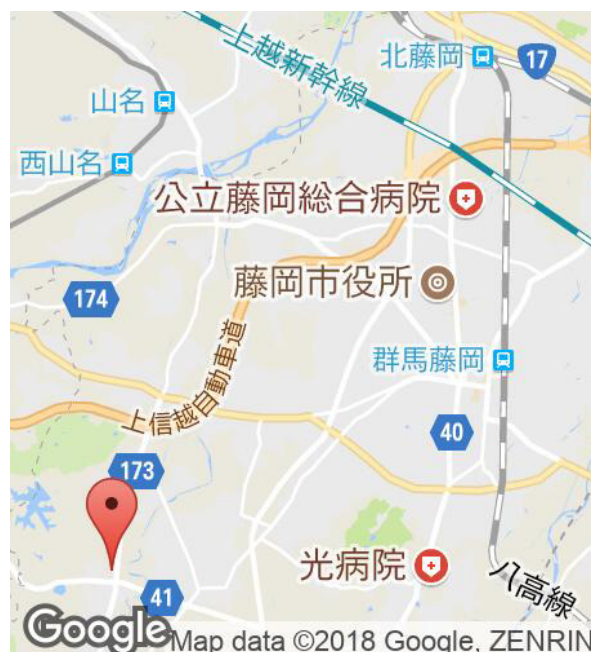 上越新幹線
北藤岡
17
山名
西山名
公立藤岡総合病院
174
藤岡市役所
群馬藤岡
上信越自動車道
40
173
光病院
41
八高線
Google
Map data ©2018 Google, ZENRIN